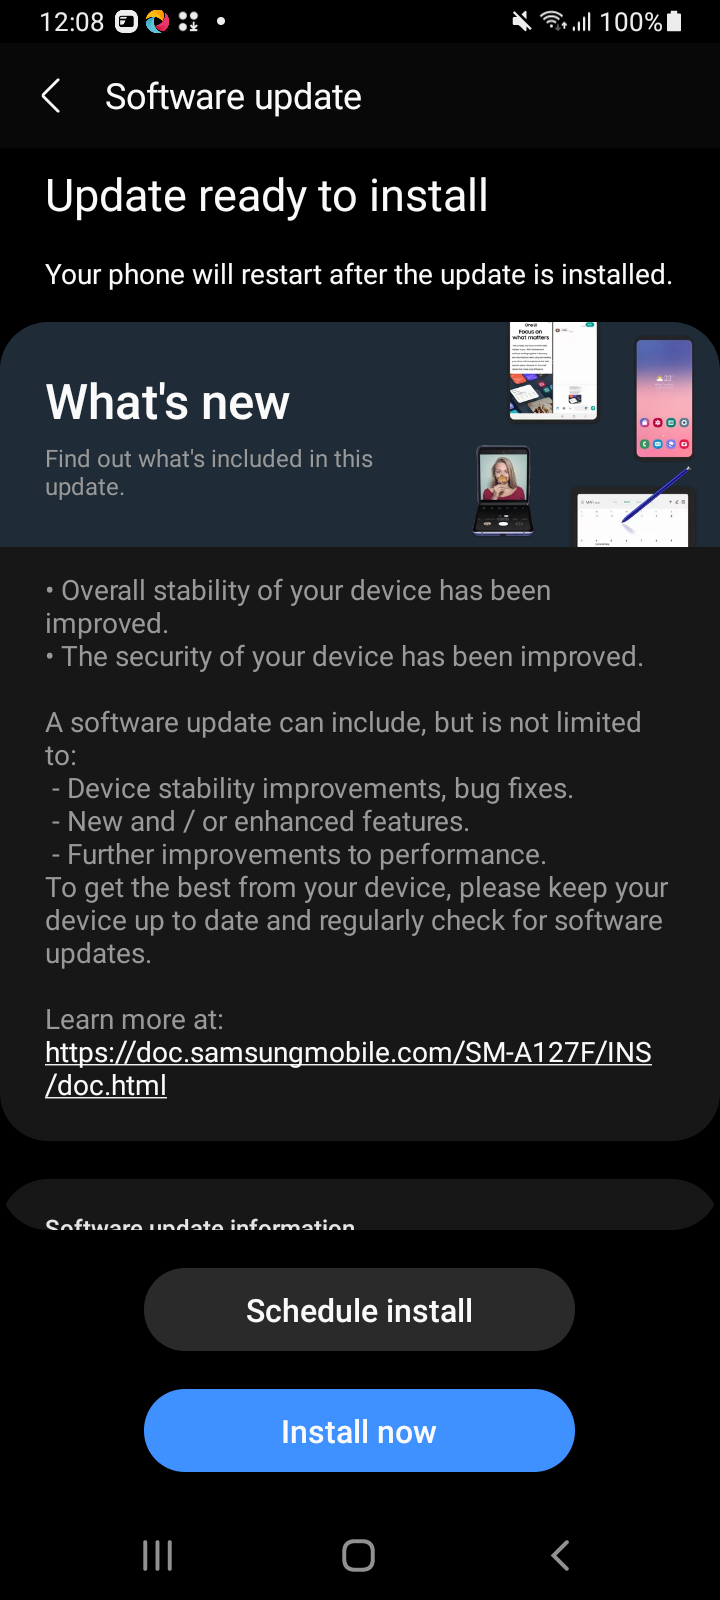 12:08
100%
Software update
Update ready to install
Your phone will restart after the update is installed.
What's new
Find out what's included in this
update.
Focus on
what matters
• Overall stability of your device has been
improved.
• The security of your device has been improved.
A software update can include, but is not limited
to:
- Device stability improvements, bug fixes.
- New and / or enhanced features.
- Further improvements to performance.
To get the best from your device, please keep your
device up to date and regularly check for software
updates.
Learn more at:
https://doc.samsungmobile.com/SM-A127F/INS
/doc.html
Software update information
Schedule install
Install now